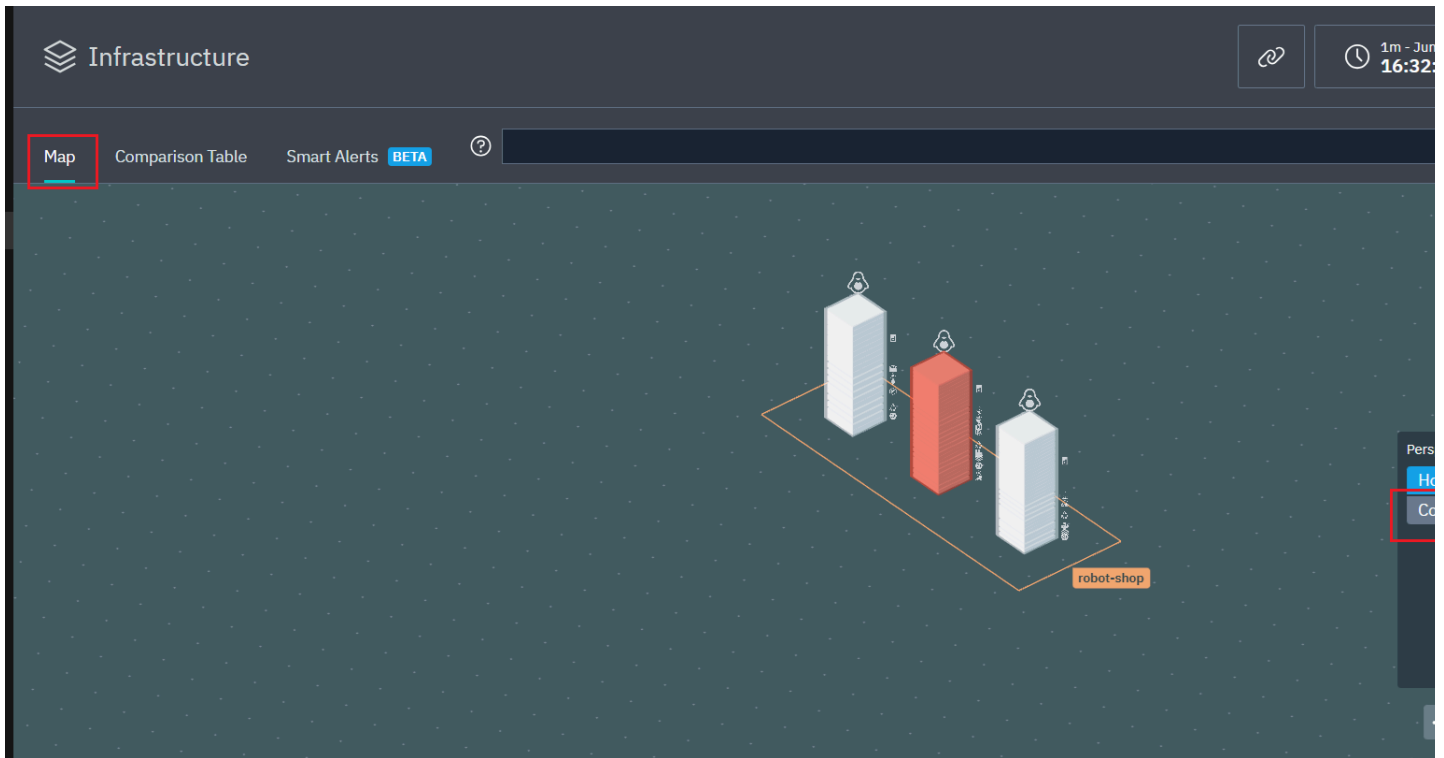 Infrastructure
1m - Jun
16:32:
Map
Comparison Table
Smart Alerts BETA
robot-shop
Pers
Ho
Co